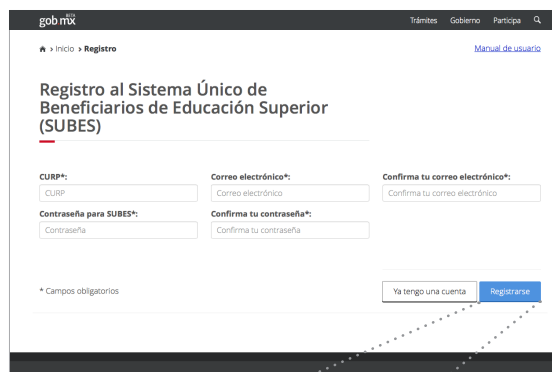 gob mx BETA
Trámites Gobierno Participa
> Inicio > Registro
Manual de usuario
Registro al Sistema Único de
Beneficiarios de Educación Superior
(SUBES)
CURP*: Correo electrónico*: Confirma tu correo electrónico*:
CURP Correo electrónico Confirma tu correo electrónico
Contraseña para SUBES*: Confirma tu contraseña*:
Contraseña Confirma tu contraseña
* Campos obligatorios
Ya tengo una cuenta Registrarse